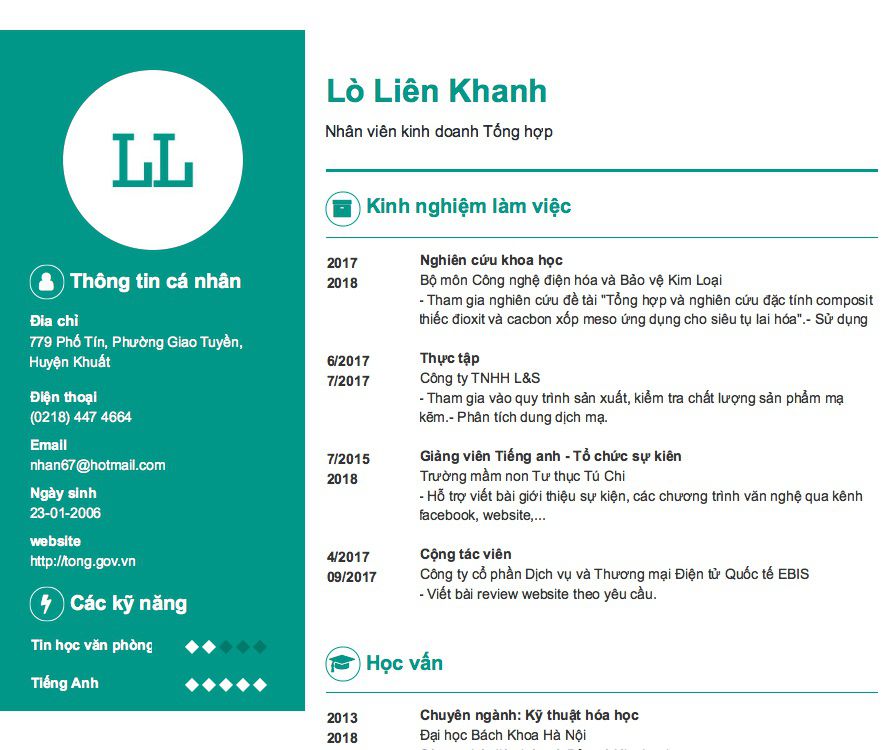 LL
Thông tin cá nhân
Địa chỉ
779 Phố Tín, Phường Giao Tuyền,
Huyện Khuất
Điện thoại
(0218) 447 4664
Email
nhan67@hotmail.com
Ngày sinh
23-01-2006
website
http://tong.gov.vn
Các kỹ năng
Tin học văn phòng
Tiếng Anh
Lò Liên Khanh
Nhân viên kinh doanh Tổng hợp
Kinh nghiệm làm việc
2017
2018
Nghiên cứu khoa học
Bộ môn Công nghệ điện hóa và Bảo vệ Kim Loại
- Tham gia nghiên cứu đề tài "Tổng hợp và nghiên cứu đặc tính composit
thiếc đioxit và cacbon xốp meso ứng dụng cho siêu tụ lai hóa".- Sử dụng
6/2017
7/2017
Thực tập
Công ty TNHH L&S
- Tham gia vào quy trình sản xuất, kiểm tra chất lượng sản phẩm mạ
kẽm.- Phân tích dung dịch mạ.
7/2015
2018
Giảng viên Tiếng anh - Tổ chức sự kiên
Trường mầm non Tư thục Tú Chi
- Hỗ trợ viết bài giới thiệu sự kiện, các chương trình văn nghệ qua kênh
facebook, website,...
4/2017
09/2017
Cộng tác viên
Công ty cổ phần Dịch vụ và Thương mại Điện tử Quốc tế EBIS
- Viết bài review website theo yêu cầu.
Học vấn
2013
2018
Chuyên ngành: Kỹ thuật hóa học
Đại học Bách Khoa Hà Nội